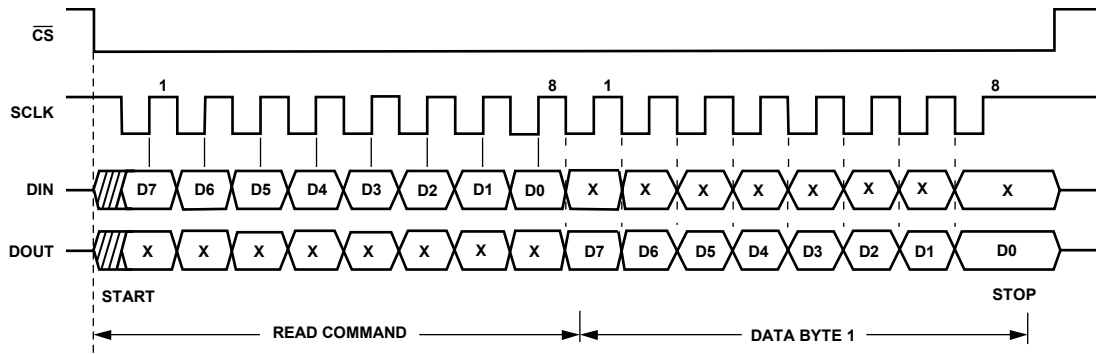 CS
1 8 1 8
SCLK
DIN D7 D6 D5 D4 D3 D2 D1 D0 X X X X X X X X
DOUT X X X X X X X X D7 D6 D5 D4 D3 D2 D1 D0
START STOP
READ COMMAND DATA BYTE 1